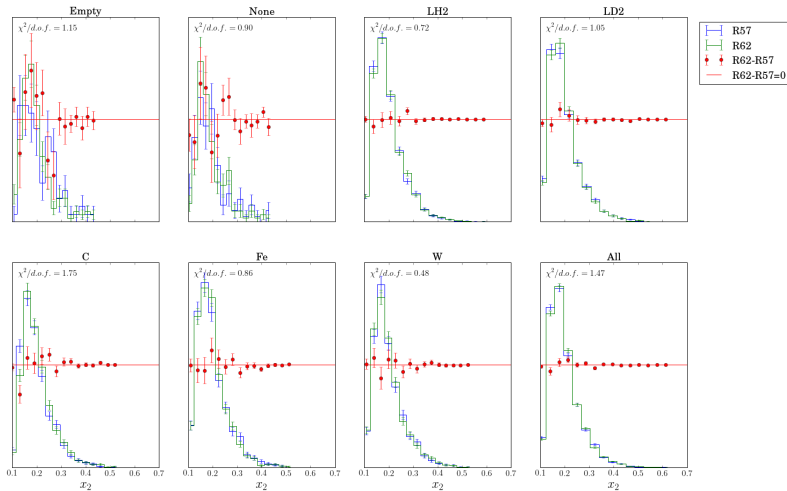 Empty
None
LH2
LD2
χ²/d.o.f. = 1.15
χ²/d.o.f. = 0.90
χ²/d.o.f. = 0.72
χ²/d.o.f. = 1.05
R57
R62
R62-R57
R62-R57=0
C
Fe
W
All
χ²/d.o.f. = 1.75
χ²/d.o.f. = 0.86
χ²/d.o.f. = 0.48
χ²/d.o.f. = 1.47
0.1 0.2 0.3 0.4 0.5 0.6 0.7
0.1 0.2 0.3 0.4 0.5 0.6 0.7
0.1 0.2 0.3 0.4 0.5 0.6 0.7
0.1 0.2 0.3 0.4 0.5 0.6 0.7
x₂
x₂
x₂
x₂